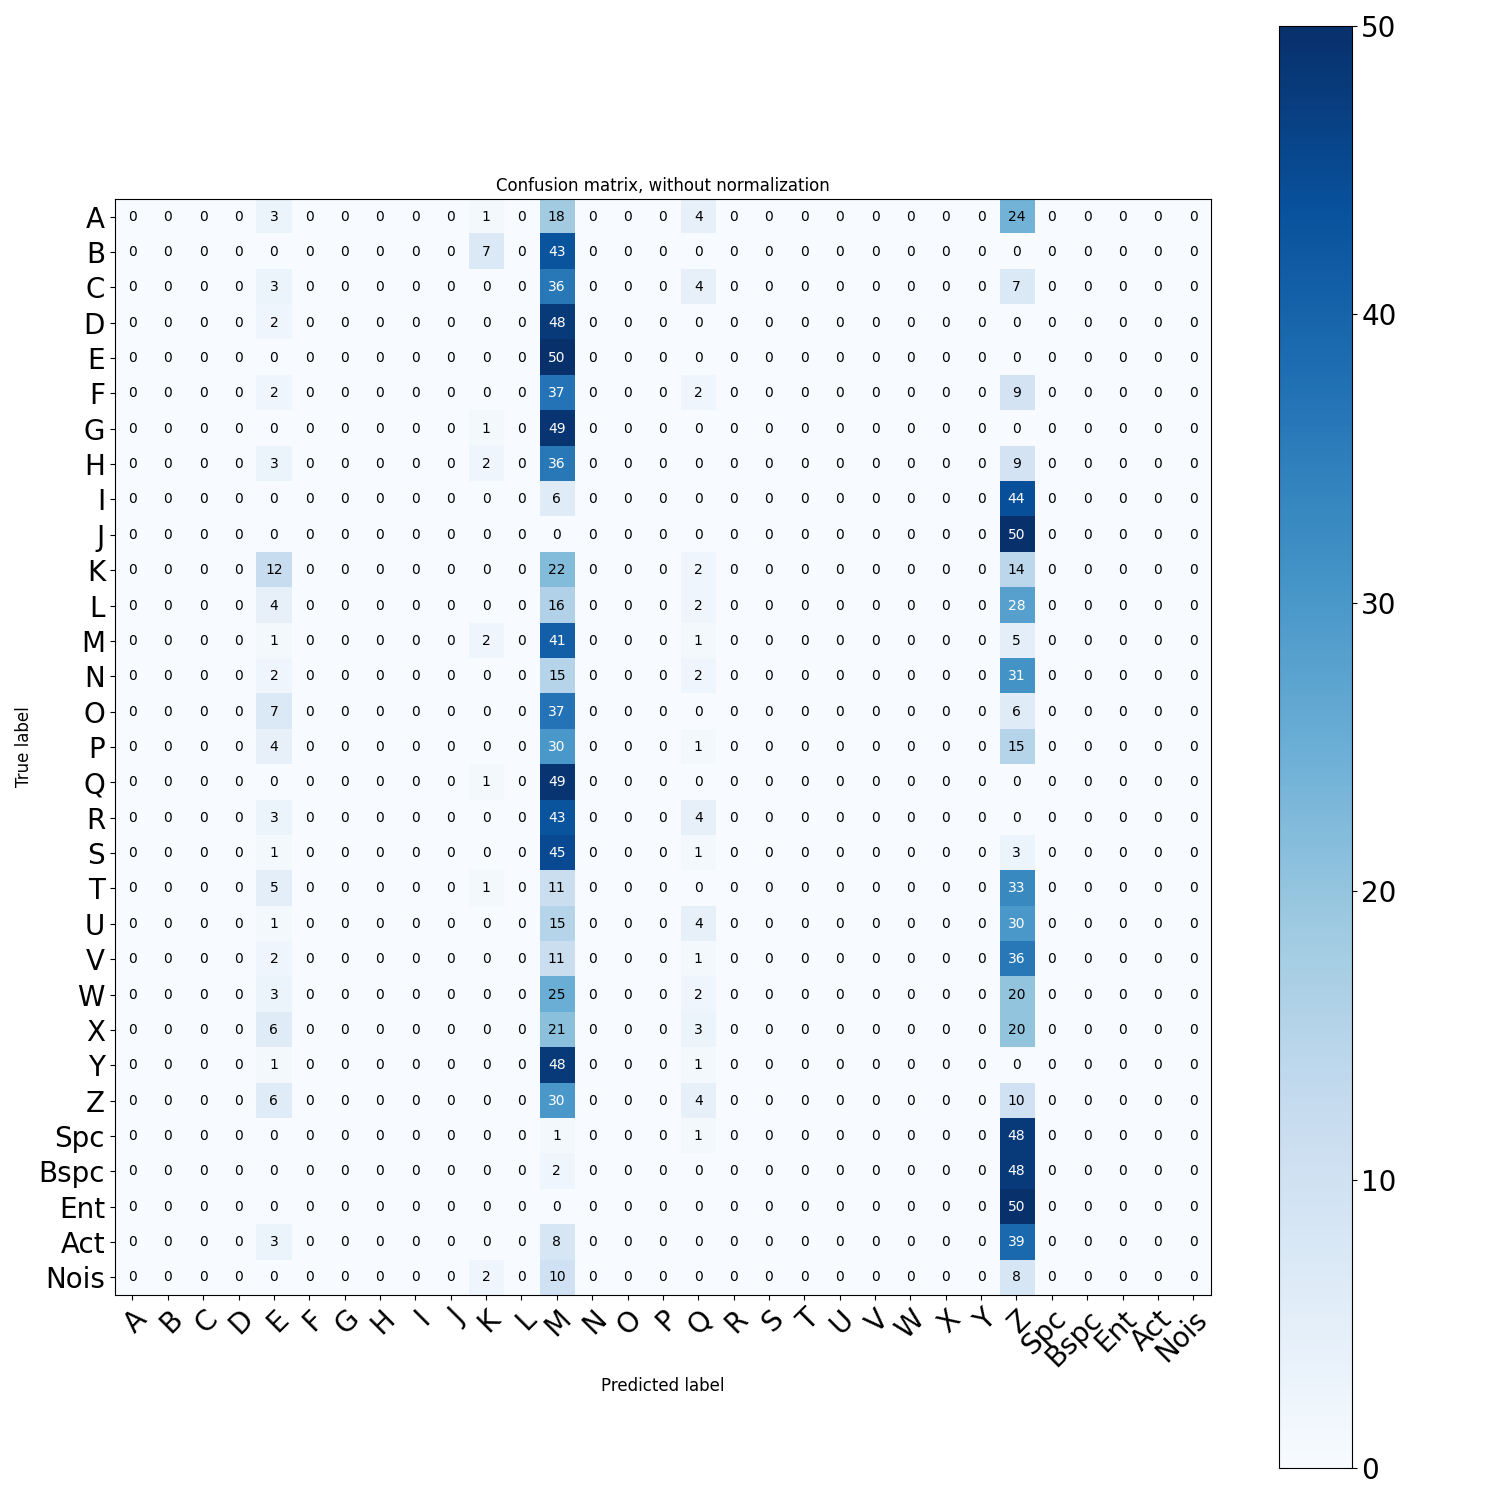 Confusion matrix, without normalization
A 0 0 0 0 3 0 0 0 0 0 1 0 18 0 0 0 4 0 0 0 0 0 0 0 0 24 0 0 0 0 0
B 0 0 0 0 0 0 0 0 0 0 7 0 43 0 0 0 0 0 0 0 0 0 0 0 0 0 0 0 0 0 0
C 0 0 0 0 3 0 0 0 0 0 0 0 36 0 0 0 4 0 0 0 0 0 0 0 0 7 0 0 0 0 0
D 0 0 0 0 2 0 0 0 0 0 0 0 48 0 0 0 0 0 0 0 0 0 0 0 0 0 0 0 0 0 0
E 0 0 0 0 0 0 0 0 0 0 0 0 50 0 0 0 0 0 0 0 0 0 0 0 0 0 0 0 0 0 0
F 0 0 0 0 2 0 0 0 0 0 0 0 37 0 0 0 2 0 0 0 0 0 0 0 0 9 0 0 0 0 0
G 0 0 0 0 0 0 0 0 0 0 1 0 49 0 0 0 0 0 0 0 0 0 0 0 0 0 0 0 0 0 0
H 0 0 0 0 3 0 0 0 0 0 2 0 36 0 0 0 0 0 0 0 0 0 0 0 0 9 0 0 0 0 0
I 0 0 0 0 0 0 0 0 0 0 0 0 6 0 0 0 0 0 0 0 0 0 0 0 0 44 0 0 0 0 0
J 0 0 0 0 0 0 0 0 0 0 0 0 0 0 0 0 0 0 0 0 0 0 0 0 0 50 0 0 0 0 0
K 0 0 0 0 12 0 0 0 0 0 0 0 22 0 0 0 2 0 0 0 0 0 0 0 0 14 0 0 0 0 0
L 0 0 0 0 4 0 0 0 0 0 0 0 16 0 0 0 2 0 0 0 0 0 0 0 0 28 0 0 0 0 0
M 0 0 0 0 1 0 0 0 0 0 2 0 41 0 0 0 1 0 0 0 0 0 0 0 0 5 0 0 0 0 0
N 0 0 0 0 2 0 0 0 0 0 0 0 15 0 0 0 2 0 0 0 0 0 0 0 0 31 0 0 0 0 0
O 0 0 0 0 7 0 0 0 0 0 0 0 37 0 0 0 0 0 0 0 0 0 0 0 0 6 0 0 0 0 0
P 0 0 0 0 4 0 0 0 0 0 0 0 30 0 0 0 1 0 0 0 0 0 0 0 0 15 0 0 0 0 0
Q 0 0 0 0 0 0 0 0 0 0 1 0 49 0 0 0 0 0 0 0 0 0 0 0 0 0 0 0 0 0 0
R 0 0 0 0 3 0 0 0 0 0 0 0 43 0 0 0 4 0 0 0 0 0 0 0 0 0 0 0 0 0 0
S 0 0 0 0 1 0 0 0 0 0 0 0 45 0 0 0 1 0 0 0 0 0 0 0 0 3 0 0 0 0 0
T 0 0 0 0 5 0 0 0 0 0 1 0 11 0 0 0 0 0 0 0 0 0 0 0 0 33 0 0 0 0 0
U 0 0 0 0 1 0 0 0 0 0 0 0 15 0 0 0 4 0 0 0 0 0 0 0 0 30 0 0 0 0 0
V 0 0 0 0 2 0 0 0 0 0 0 0 11 0 0 0 1 0 0 0 0 0 0 0 0 36 0 0 0 0 0
W 0 0 0 0 3 0 0 0 0 0 0 0 25 0 0 0 2 0 0 0 0 0 0 0 0 20 0 0 0 0 0
X 0 0 0 0 6 0 0 0 0 0 0 0 21 0 0 0 3 0 0 0 0 0 0 0 0 20 0 0 0 0 0
Y 0 0 0 0 1 0 0 0 0 0 0 0 48 0 0 0 1 0 0 0 0 0 0 0 0 0 0 0 0 0 0
Z 0 0 0 0 6 0 0 0 0 0 0 0 30 0 0 0 4 0 0 0 0 0 0 0 0 10 0 0 0 0 0
Spc 0 0 0 0 0 0 0 0 0 0 0 0 1 0 0 0 1 0 0 0 0 0 0 0 0 48 0 0 0 0 0
Bspc 0 0 0 0 0 0 0 0 0 0 0 0 2 0 0 0 0 0 0 0 0 0 0 0 0 48 0 0 0 0 0
Ent 0 0 0 0 0 0 0 0 0 0 0 0 0 0 0 0 0 0 0 0 0 0 0 0 0 50 0 0 0 0 0
Act 0 0 0 0 3 0 0 0 0 0 0 0 8 0 0 0 0 0 0 0 0 0 0 0 0 39 0 0 0 0 0
Nois 0 0 0 0 0 0 0 0 0 0 2 0 10 0 0 0 0 0 0 0 0 0 0 0 0 8 0 0 0 0 0
A B C D E F G H I J K L M N O P Q R S T U V W X Y Z Spc Bspc Ent Act Nois
Predicted label
True label
50
40
30
20
10
0